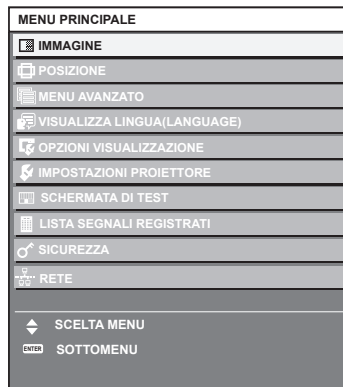 MENU PRINCIPALE
IMMAGINE
POSIZIONE
MENU AVANZATO
VISUALIZZA LINGUA(LANGUAGE)
OPZIONI VISUALIZZAZIONE
IMPOSTAZIONI PROIETTORE
SCHERMATA DI TEST
LISTA SEGNALI REGISTRATI
SICUREZZA
RETE
SCELTA MENU
ENTER SOTTOMENU